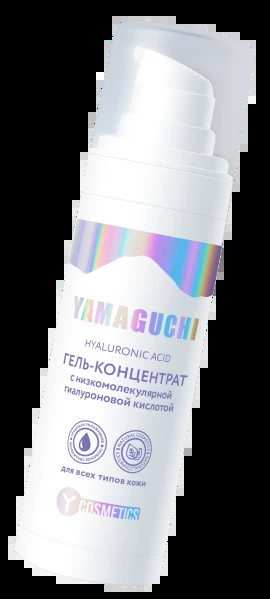 YAMAGUCHI
HYALURONIC ACID
ГЕЛЬ-КОНЦЕНТРАТ
с низкомолекулярной
гиалуроновой кислотой
для всех типов кожи
Y COSMETICS